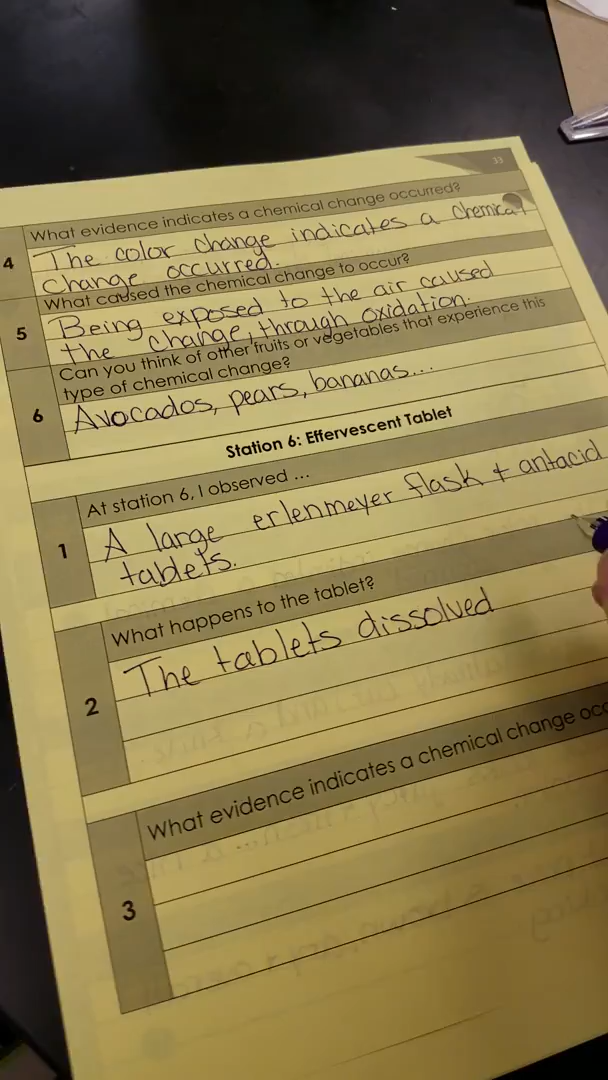 33
What evidence indicates a chemical change occurred?
4
The color change indicates a chemical
change occurred.
What caused the chemical change to occur?
5
Being exposed to the air caused
the change, through oxidation.
Can you think of other fruits or vegetables that experience this
type of chemical change?
6
Avocados, pears, bananas...
Station 6: Effervescent Tablet
At station 6, I observed ...
1
A large erlenmeyer flask + antacid
tablets.
What happens to the tablet?
2
The tablets dissolved
What evidence indicates a chemical change occ
3